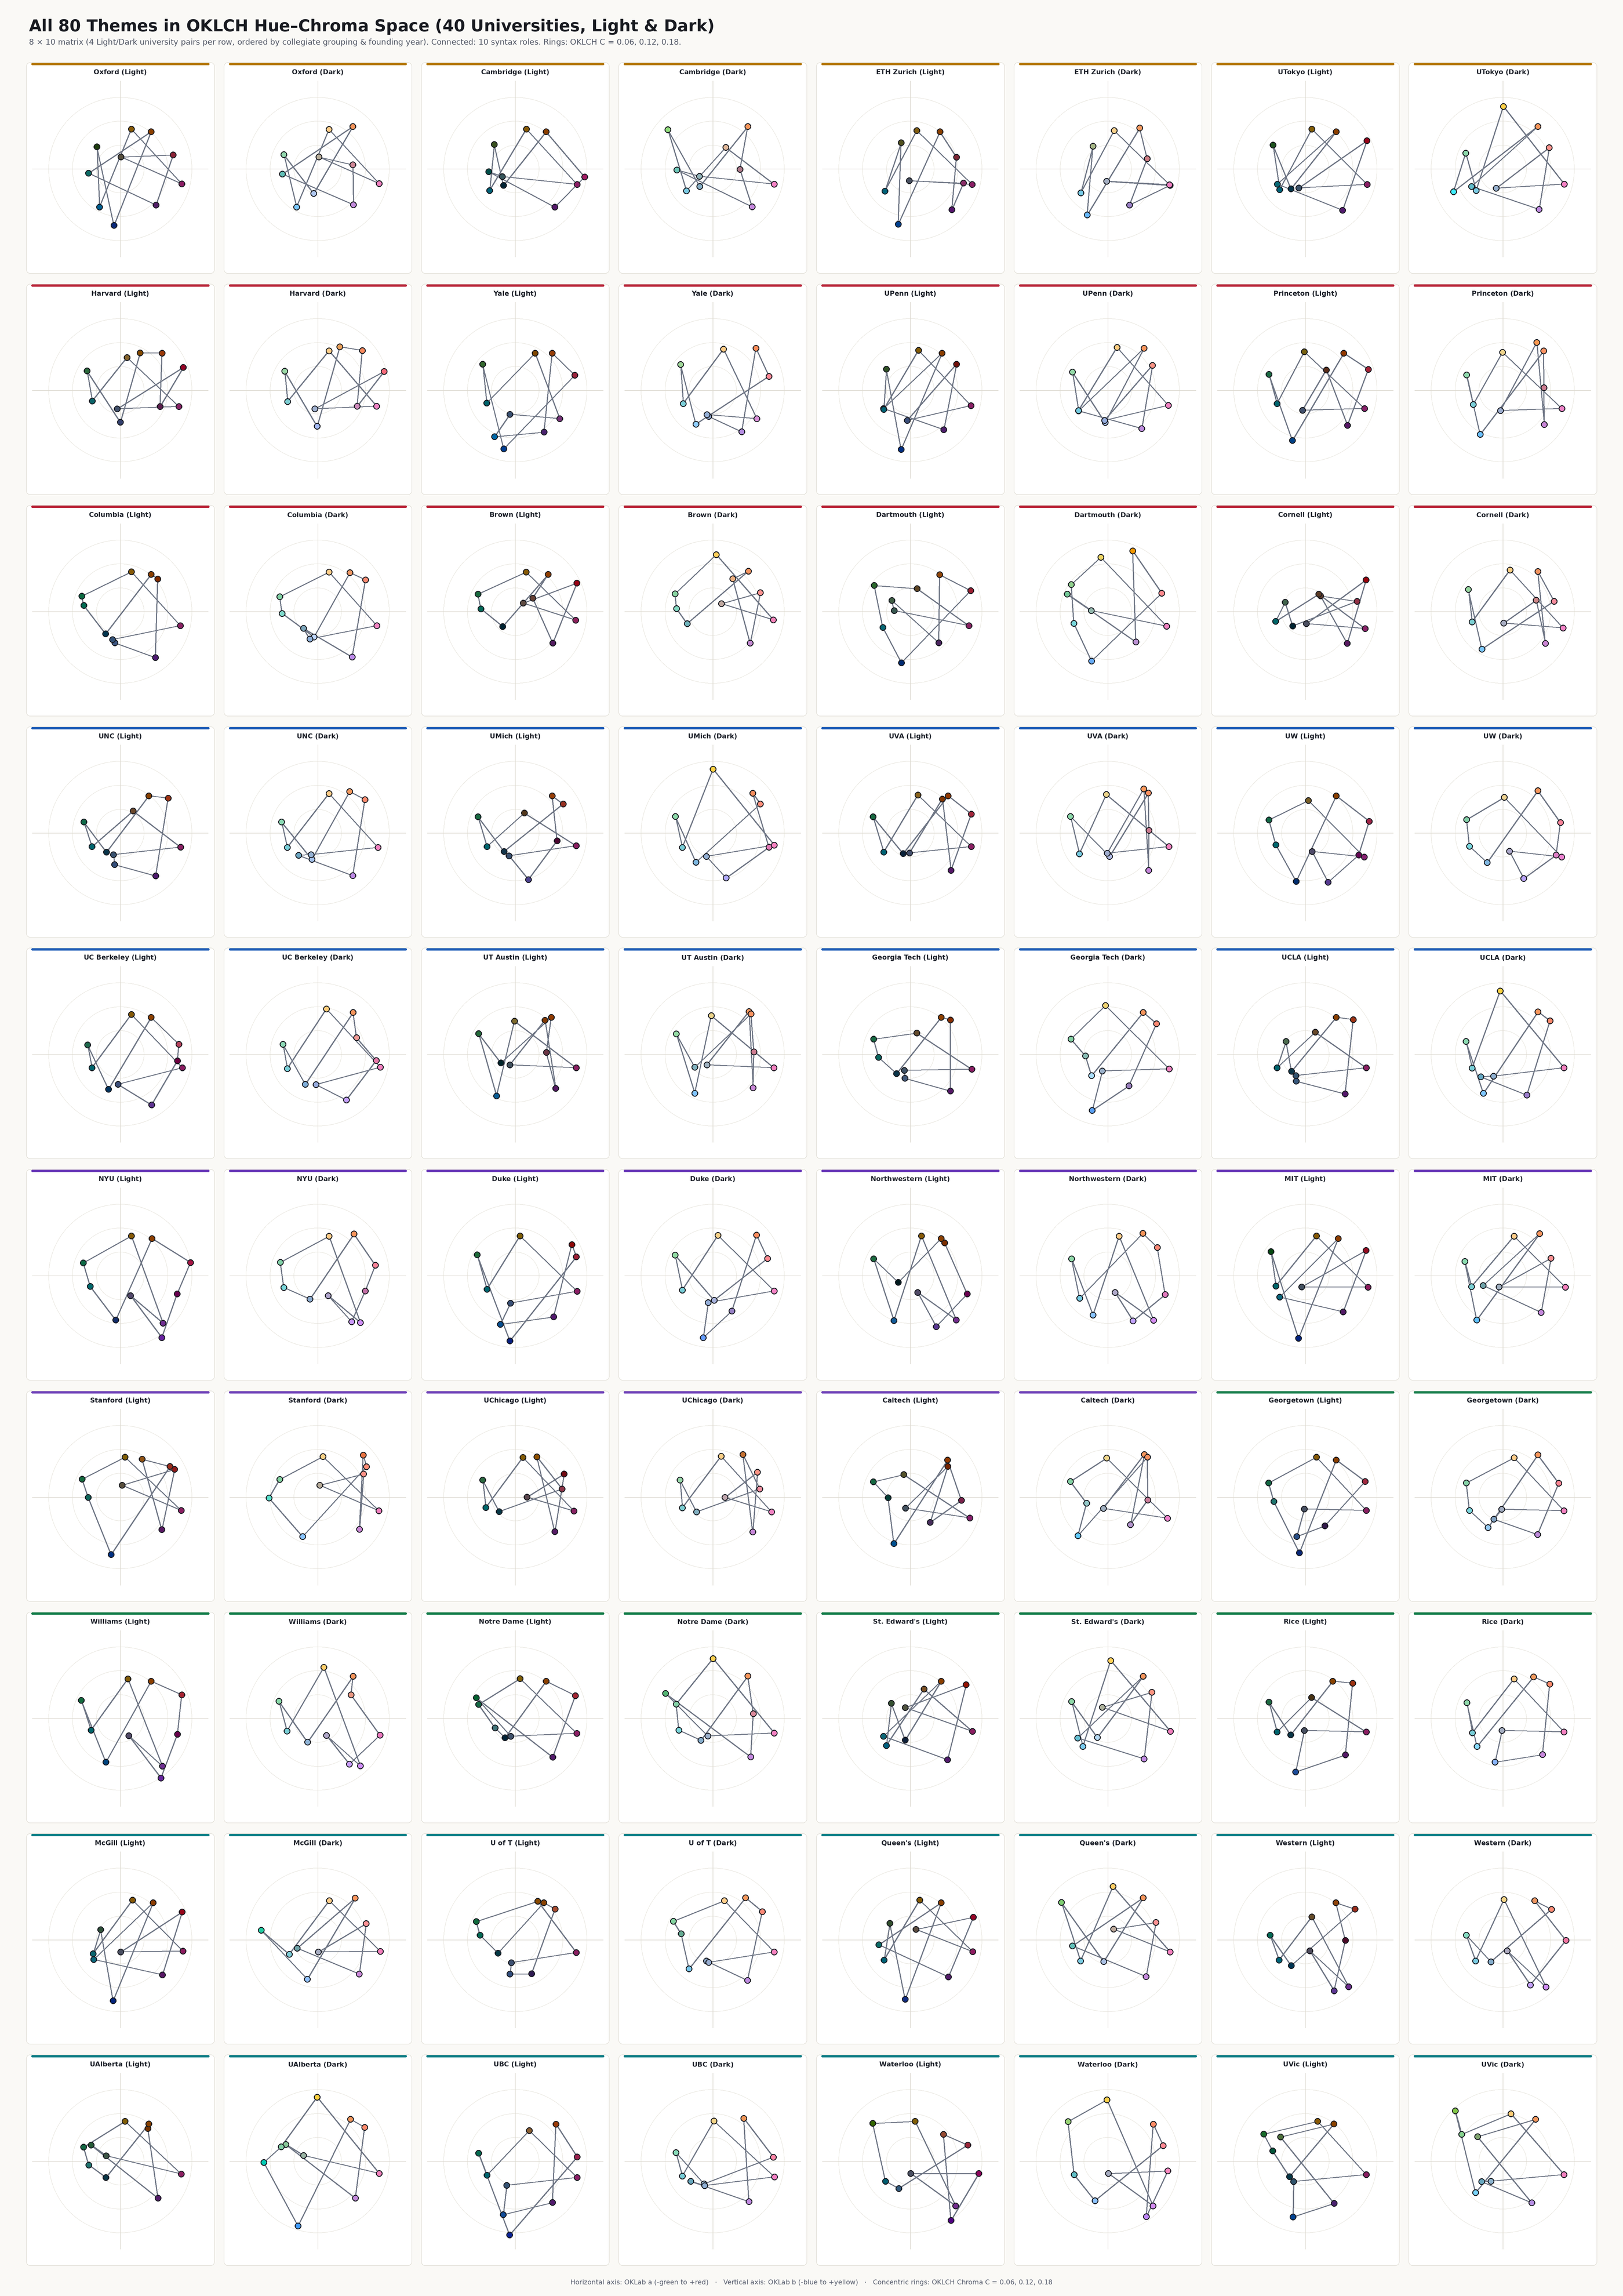 All 80 Themes in OKLCH Hue–Chroma Space (40 Universities, Light & Dark)
8 × 10 matrix (4 Light/Dark university pairs per row, ordered by collegiate grouping & founding year). Connected: 10 syntax roles. Rings: OKLCH C = 0.06, 0.12, 0.18.
Oxford (Light) Oxford (Dark) Cambridge (Light) Cambridge (Dark) ETH Zurich (Light) ETH Zurich (Dark) UTokyo (Light) UTokyo (Dark)
Harvard (Light) Harvard (Dark) Yale (Light) Yale (Dark) UPenn (Light) UPenn (Dark) Princeton (Light) Princeton (Dark)
Columbia (Light) Columbia (Dark) Brown (Light) Brown (Dark) Dartmouth (Light) Dartmouth (Dark) Cornell (Light) Cornell (Dark)
UNC (Light) UNC (Dark) UMich (Light) UMich (Dark) UVA (Light) UVA (Dark) UW (Light) UW (Dark)
UC Berkeley (Light) UC Berkeley (Dark) UT Austin (Light) UT Austin (Dark) Georgia Tech (Light) Georgia Tech (Dark) UCLA (Light) UCLA (Dark)
NYU (Light) NYU (Dark) Duke (Light) Duke (Dark) Northwestern (Light) Northwestern (Dark) MIT (Light) MIT (Dark)
Stanford (Light) Stanford (Dark) UChicago (Light) UChicago (Dark) Caltech (Light) Caltech (Dark) Georgetown (Light) Georgetown (Dark)
Williams (Light) Williams (Dark) Notre Dame (Light) Notre Dame (Dark) St. Edward's (Light) St. Edward's (Dark) Rice (Light) Rice (Dark)
McGill (Light) McGill (Dark) U of T (Light) U of T (Dark) Queen's (Light) Queen's (Dark) Western (Light) Western (Dark)
UAlberta (Light) UAlberta (Dark) UBC (Light) UBC (Dark) Waterloo (Light) Waterloo (Dark) UVic (Light) UVic (Dark)
Horizontal axis: OKLab a (–green to +red) · Vertical axis: OKLab b (–blue to +yellow) · Concentric rings: OKLCH Chroma C = 0.06, 0.12, 0.18